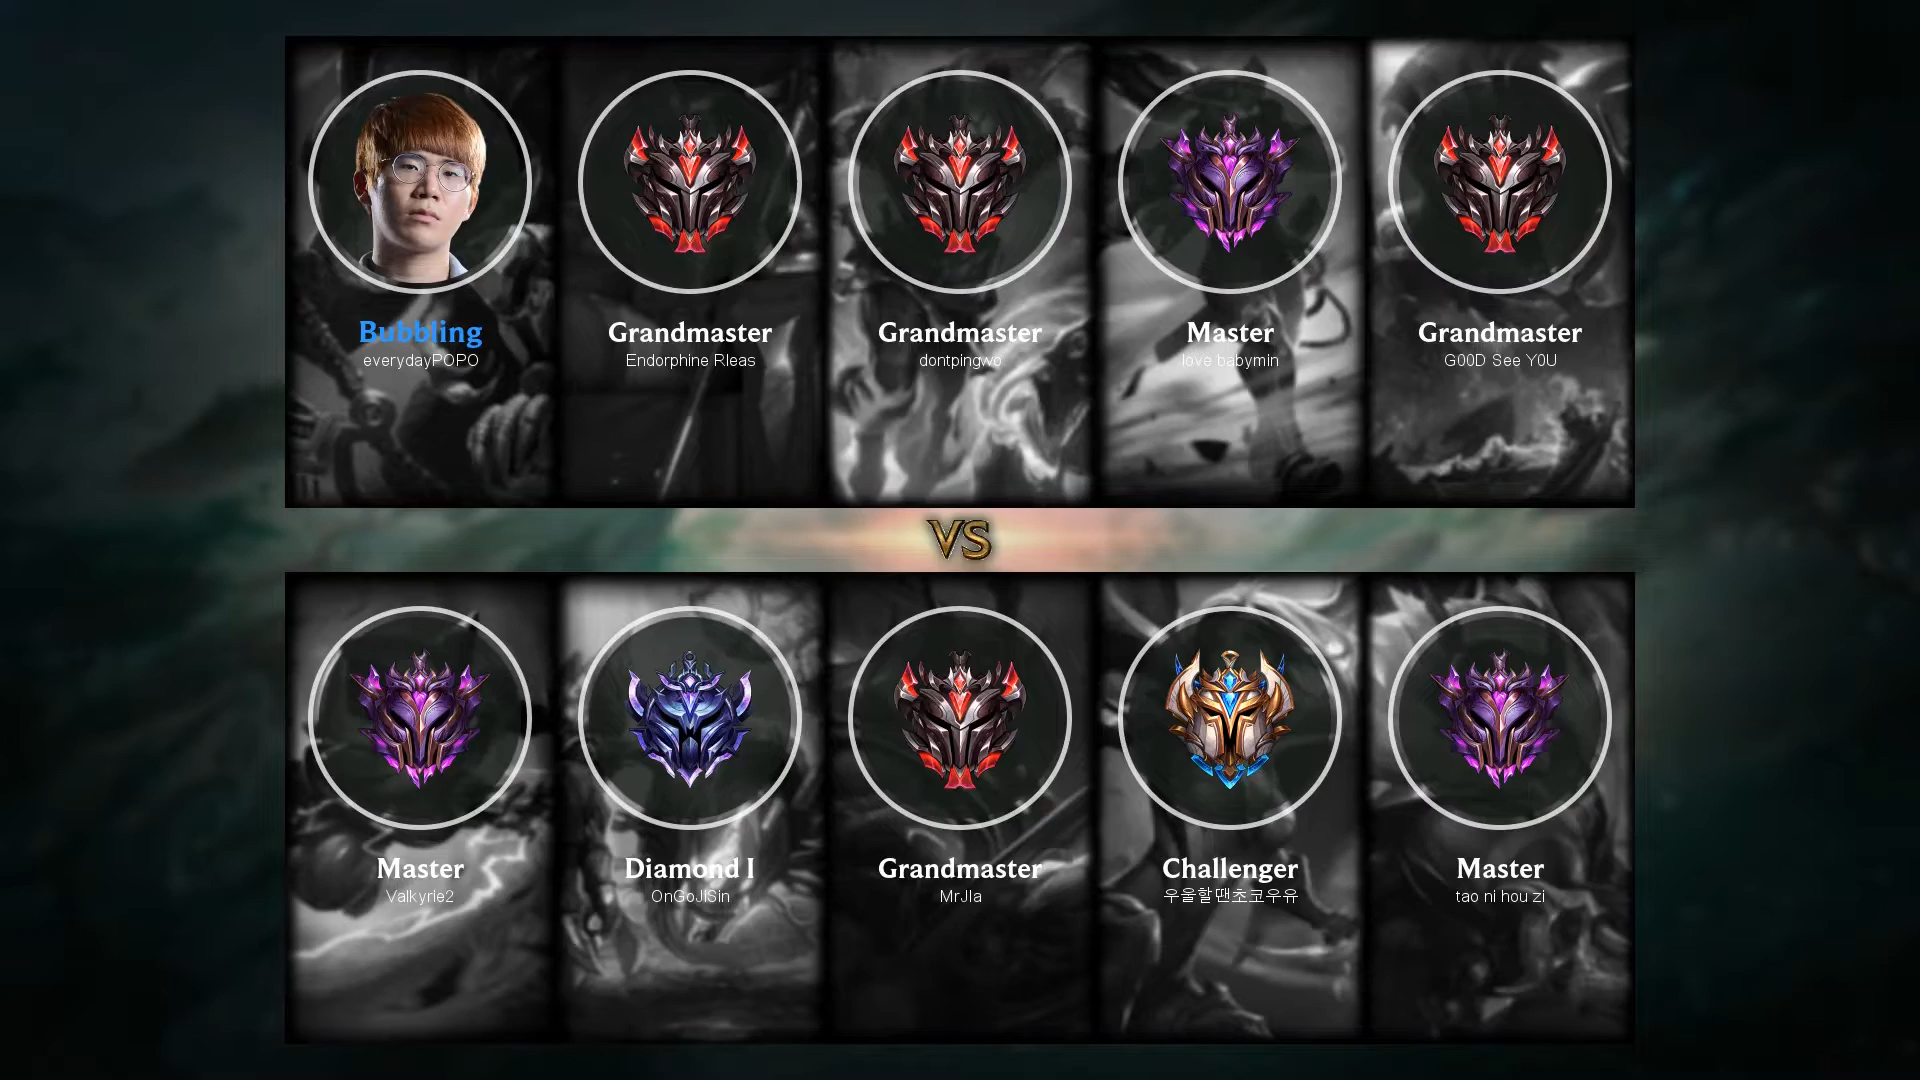 Bubbling
everydayPOPO
Grandmaster
Endorphine Rleas
Grandmaster
dontpingwo
Master
love babymin
Grandmaster
G00D See Y0U
VS
Master
Valkyrie2
Diamond I
OnGoJiSin
Grandmaster
MrJIa
Challenger
우울할땐초코우유
Master
tao ni hou zi